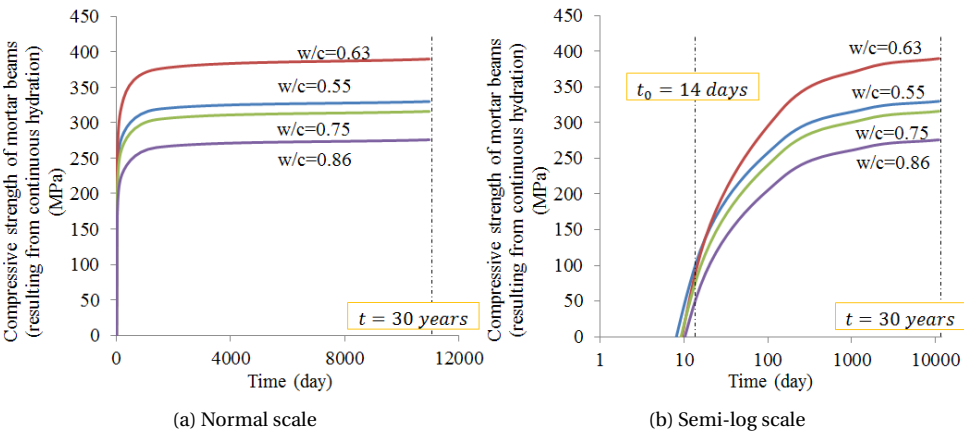 Compressive strength of mortar beams
(resulting from continuous hydration)
(MPa)
450
400
350
300
250
200
150
100
50
0
w/c=0.63
w/c=0.55
w/c=0.75
w/c=0.86
t = 30 years
0
4000
8000
12000
Time (day)
(a) Normal scale
Compressive strength of mortar beams
(resulting from continuous hydration)
(MPa)
450
400
350
300
250
200
150
100
50
0
t₀ = 14 days
w/c=0.63
w/c=0.55
w/c=0.75
w/c=0.86
t = 30 years
1
10
100
1000
10000
Time (day)
(b) Semi-log scale